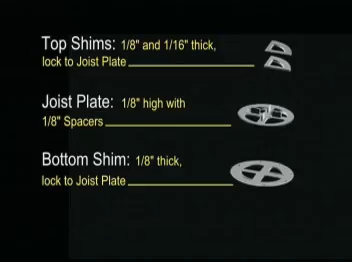 Top Shims: 1/8" and 1/16" thick,
lock to Joist Plate
Joist Plate: 1/8" high with
1/8" Spacers
Bottom Shim: 1/8" thick,
lock to Joist Plate